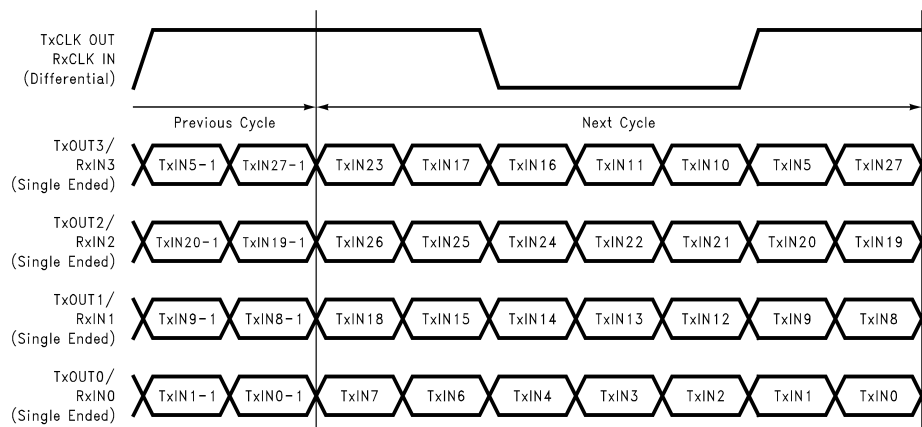 TxCLK OUT
RxCLK IN
(Differential)
Previous Cycle
Next Cycle
TxOUT3/
RxIN3
(Single Ended)
TxIN5-1 TxIN27-1 TxIN23 TxIN17 TxIN16 TxIN11 TxIN10 TxIN5 TxIN27
TxOUT2/
RxIN2
(Single Ended)
TxIN20-1 TxIN19-1 TxIN26 TxIN25 TxIN24 TxIN22 TxIN21 TxIN20 TxIN19
TxOUT1/
RxIN1
(Single Ended)
TxIN9-1 TxIN8-1 TxIN18 TxIN15 TxIN14 TxIN13 TxIN12 TxIN9 TxIN8
TxOUT0/
RxIN0
(Single Ended)
TxIN1-1 TxIN0-1 TxIN7 TxIN6 TxIN4 TxIN3 TxIN2 TxIN1 TxIN0